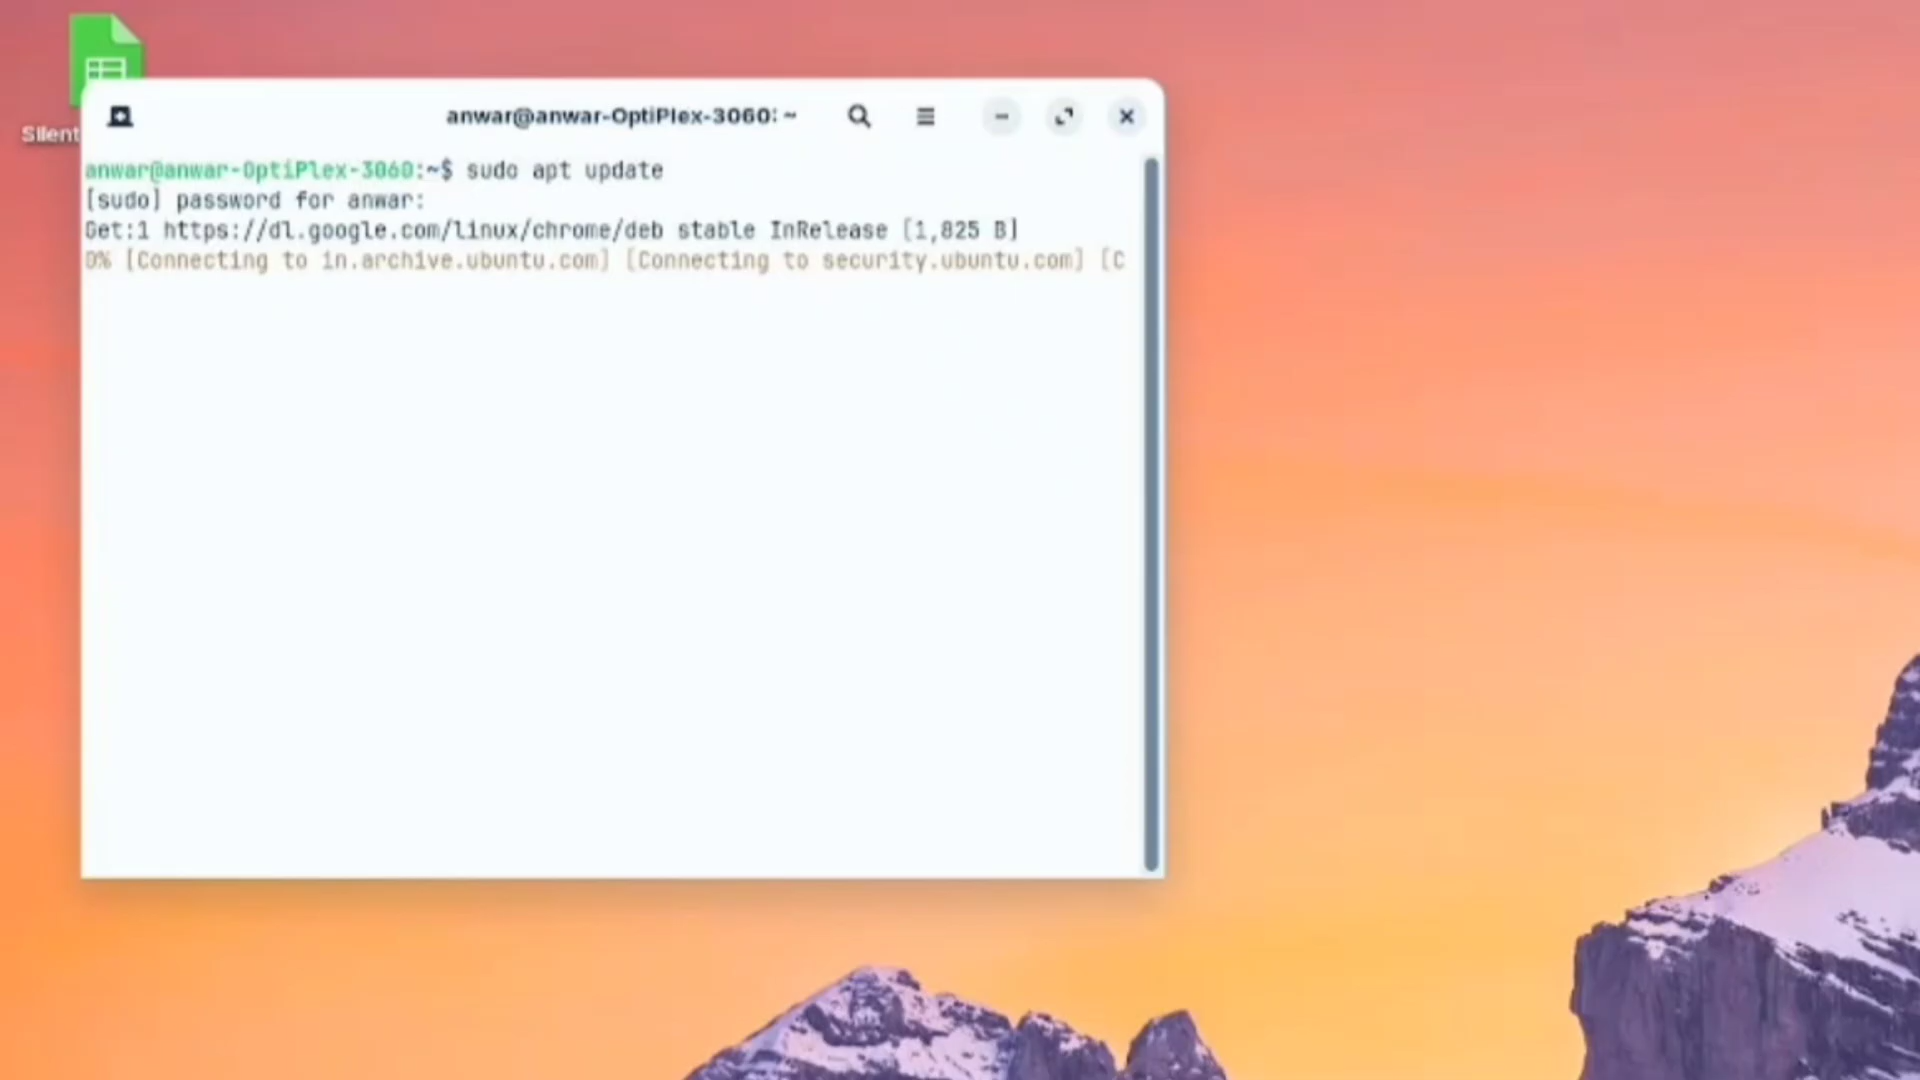 Silent
anwar@anwar-OptiPlex-3060: ~
anwar@anwar-OptiPlex-3060:~$ sudo apt update
[sudo] password for anwar:
Get:1 https://dl.google.com/linux/chrome/deb stable InRelease [1,825 B]
0% [Connecting to in.archive.ubuntu.com] [Connecting to security.ubuntu.com] [C